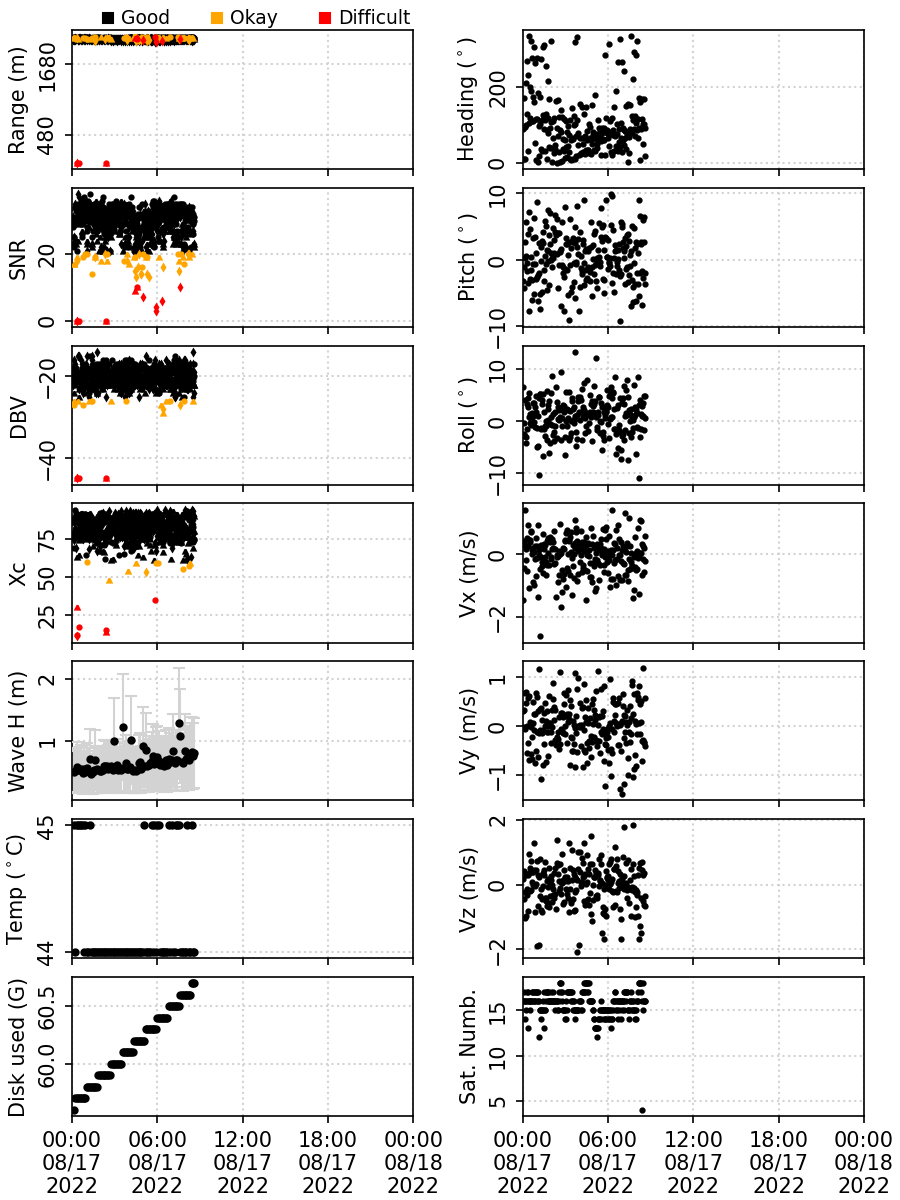 Good Okay Difficult
Range (m)
1680
480
Heading (°)
200
0
SNR
20
0
Pitch (°)
10
0
−10
DBV
−20
−40
Roll (°)
10
0
−10
Xc
75
50
25
Vx (m/s)
0
−2
Wave H (m)
2
1
Vy (m/s)
1
0
−1
Temp (°C)
45
44
Vz (m/s)
2
0
−2
Disk used (G)
60.5
60.0
Sat. Numb.
15
10
5
00:00 06:00 12:00 18:00 00:00
08/17 08/17 08/17 08/17 08/18
2022 2022 2022 2022 2022
00:00 06:00 12:00 18:00 00:00
08/17 08/17 08/17 08/17 08/18
2022 2022 2022 2022 2022